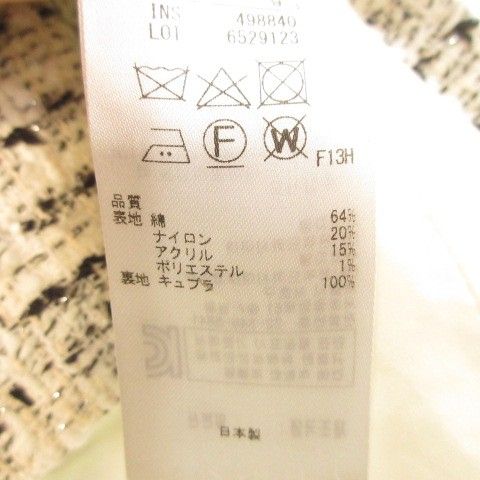 INS 498840
LOT 6529123
F
W
F13H
品質
表地 綿 64%
ナイロン 20%
アクリル 15%
ポリエステル 1%
裏地 キュプラ 100%
日本製